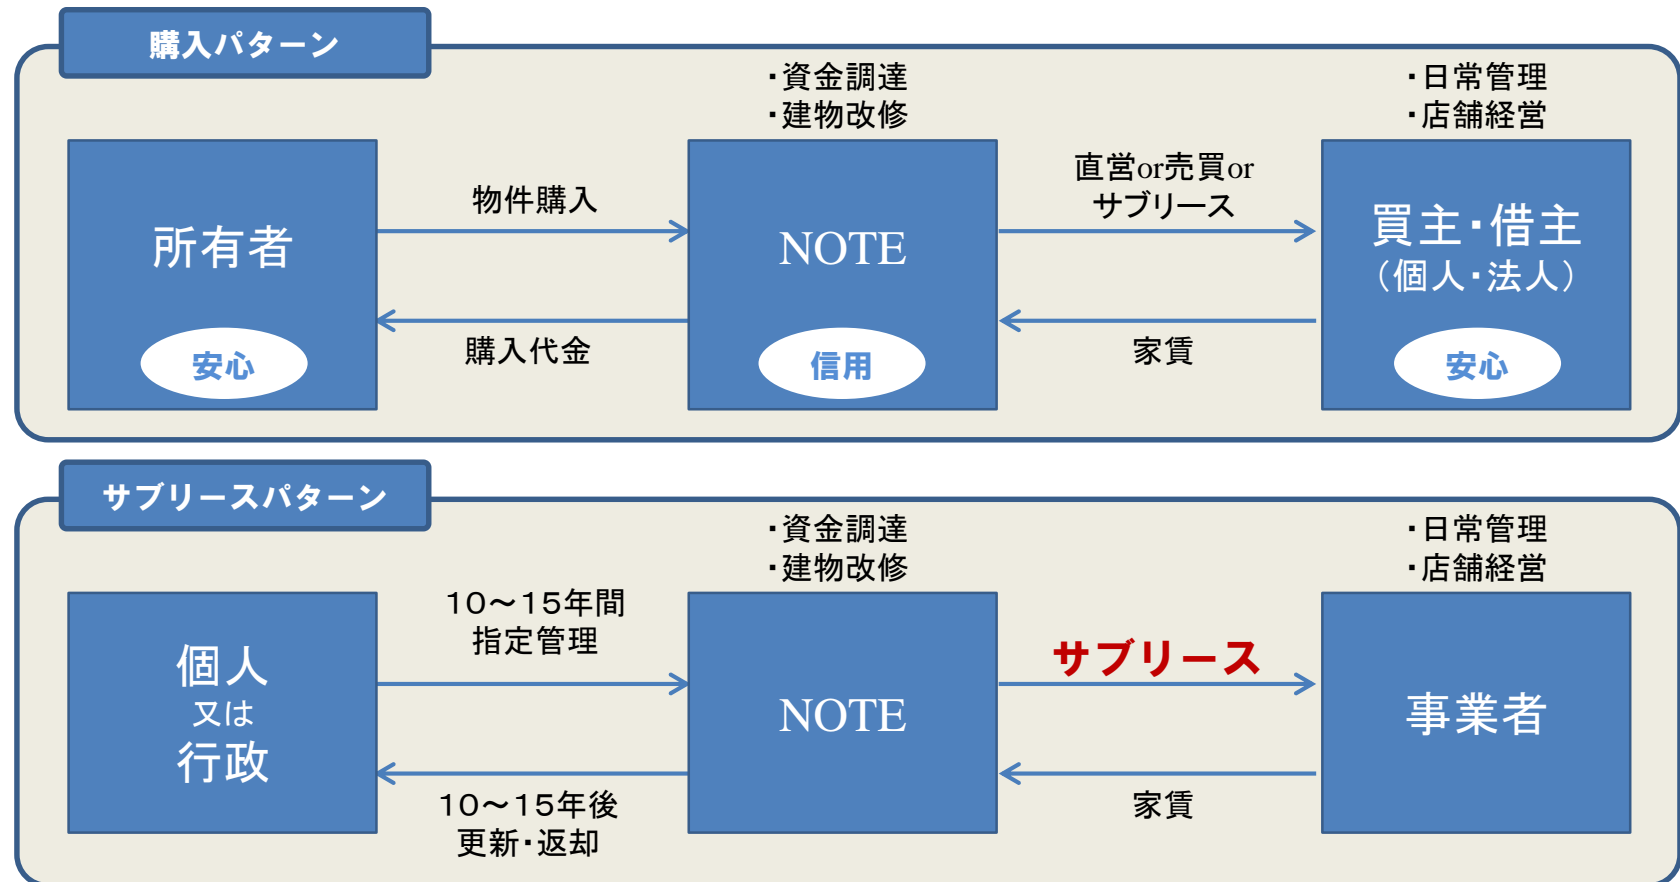 購入パターン
・資金調達
・建物改修
・日常管理
・店舗経営
所有者
安心
物件購入
購入代金
NOTE
信用
直営or売買or
サブリース
家賃
買主・借主
（個人・法人）
安心
サブリースパターン
・資金調達
・建物改修
・日常管理
・店舗経営
個人
又は
行政
１０～１５年間
指定管理
１０～１５年後
更新・返却
NOTE
サブリース
家賃
事業者